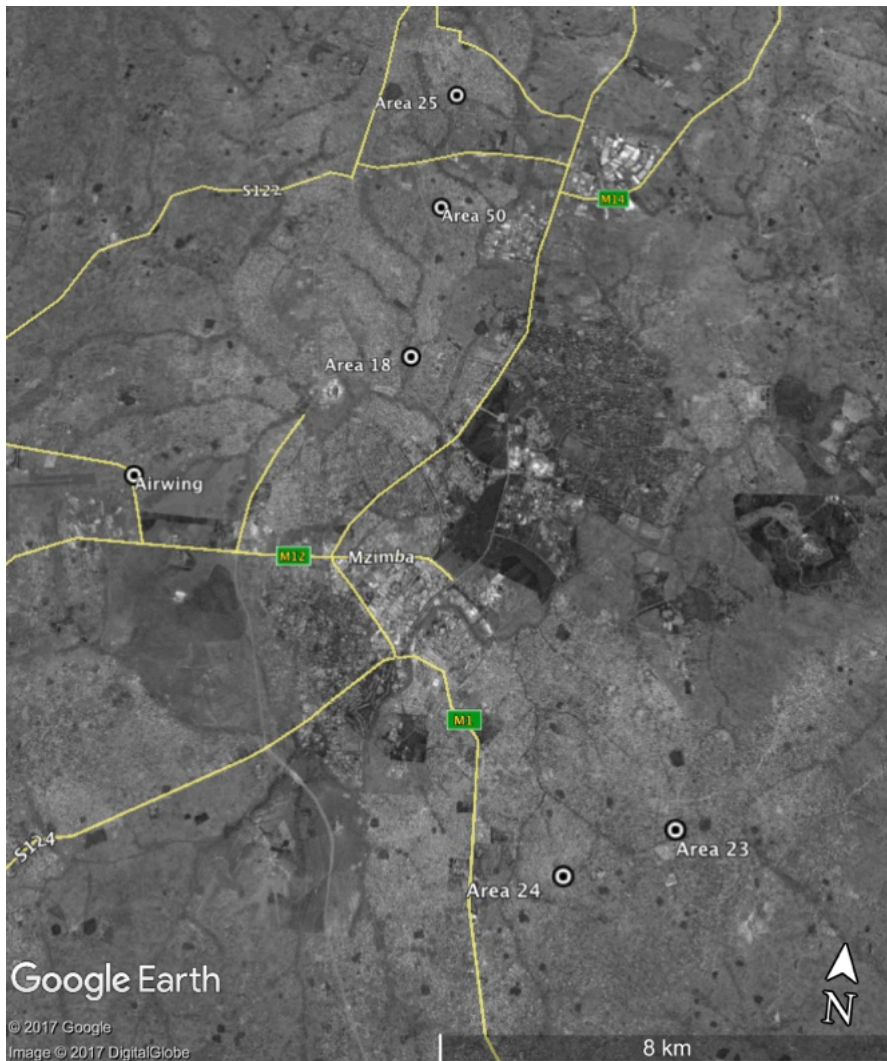 Area 25
S122
M14
Area 50
Area 18
Airwing
M12
Mzimba
M1
S124
Area 23
Area 24
Google Earth
N
© 2017 Google
Image © 2017 DigitalGlobe
8 km